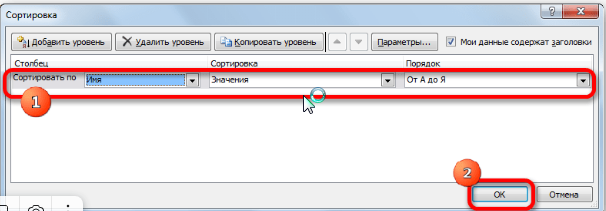 Сортировка
Добавить уровень Удалить уровень Копировать уровень Параметры... Мои данные содержат заголовки
Столбец Сортировка Порядок
Сортировать по Имя Значения От А до Я
1
2
ОК Отмена